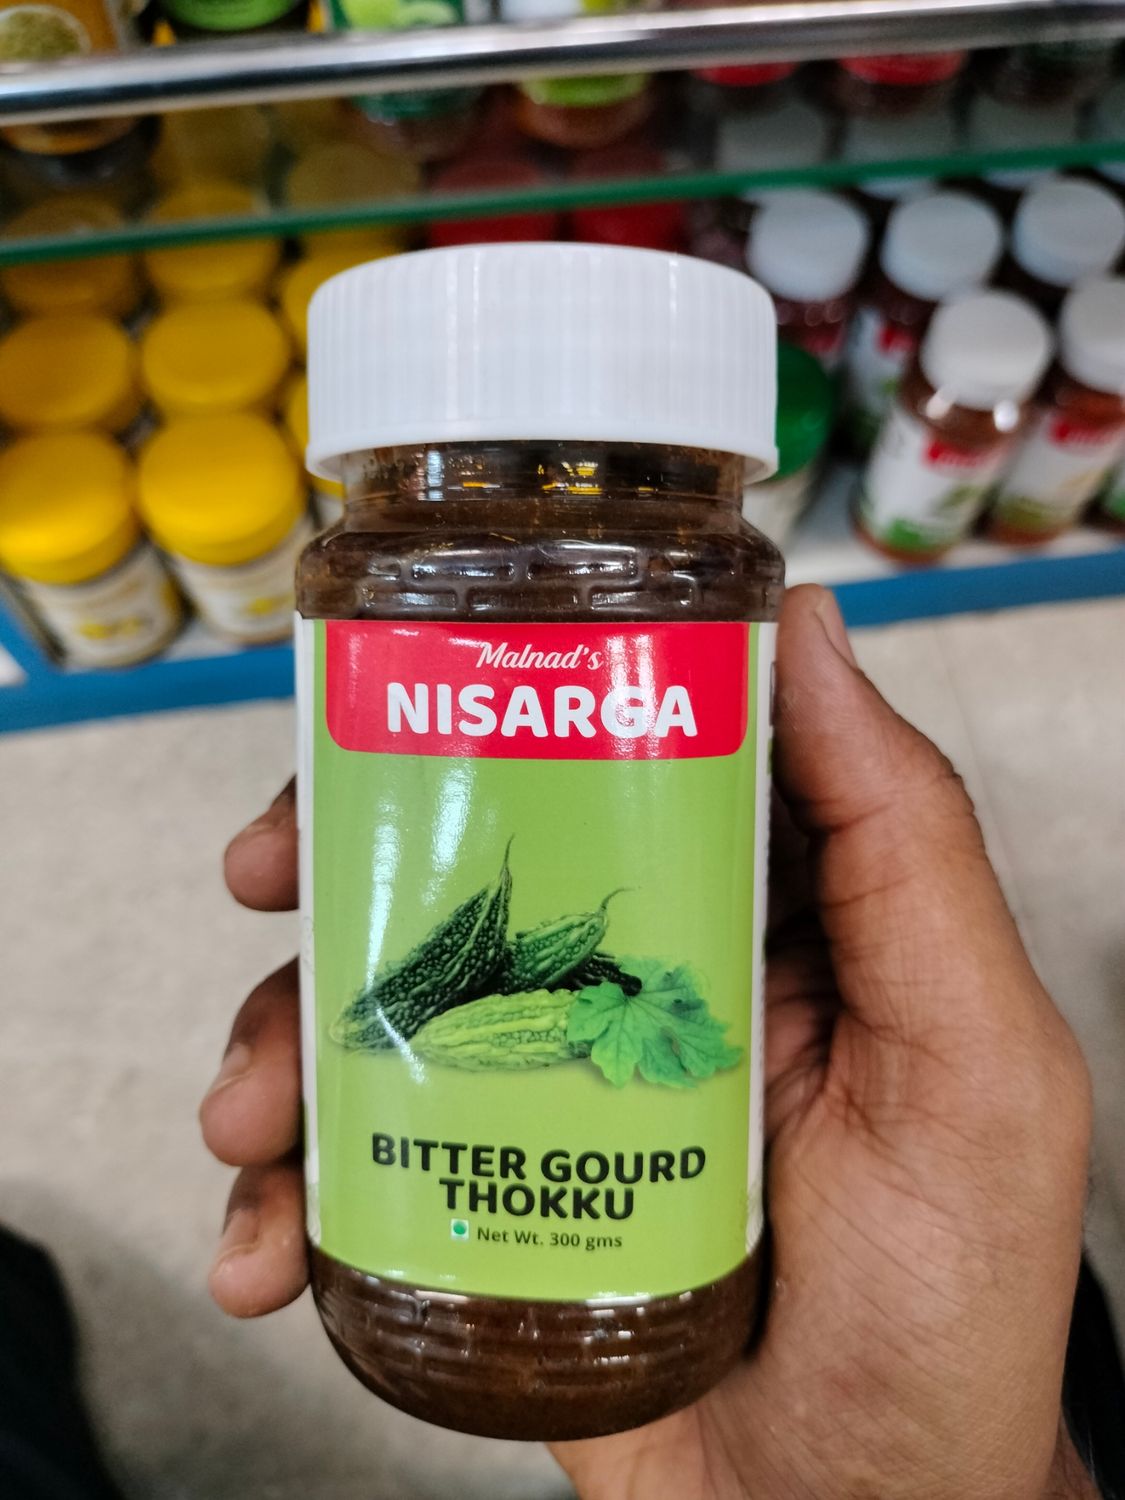 Malnad's
NISARGA
BITTER GOURD
THOKKU
Net Wt. 300 gms